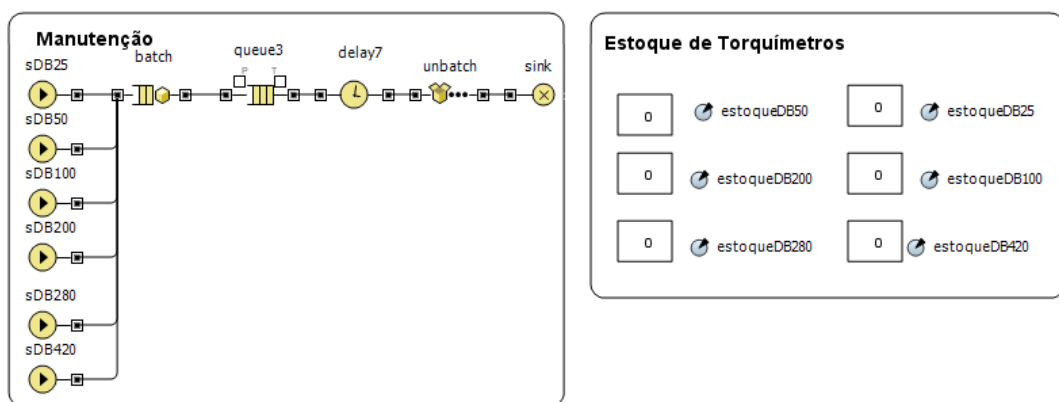 Manutenção
sDB25
batch
queue3
delay7
unbatch
sink
P
T
sDB50
sDB100
sDB200
sDB280
sDB420
Estoque de Torquímetros
0 estoqueDB50 0 estoqueDB25
0 estoqueDB200 0 estoqueDB100
0 estoqueDB280 0 estoqueDB420